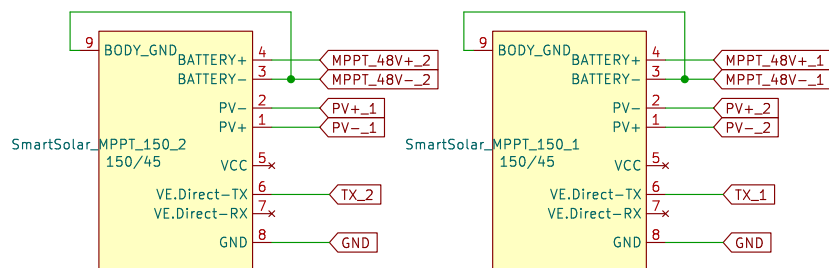 9 BODY_GND
BATTERY+ 4 MPPT_48V+_2
BATTERY- 3 MPPT_48V-_2
PV- 2 PV+_1
PV+ 1 PV-_1
SmartSolar_MPPT_150_2
150/45
VCC 5
VE.Direct-TX 6 TX_2
VE.Direct-RX 7
GND 8 GND
9 BODY_GND
BATTERY+ 4 MPPT_48V+_1
BATTERY- 3 MPPT_48V-_1
PV- 2 PV+_2
PV+ 1 PV-_2
SmartSolar_MPPT_150_1
150/45
VCC 5
VE.Direct-TX 6 TX_1
VE.Direct-RX 7
GND 8 GND